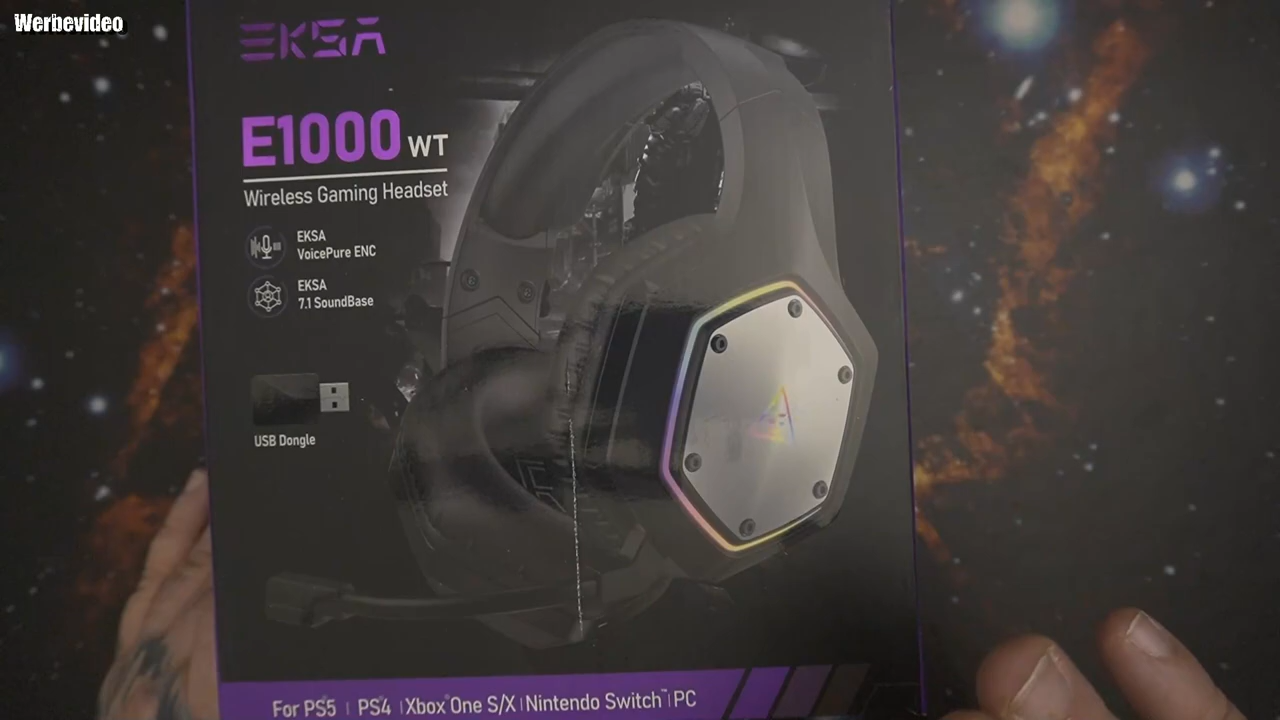 Werbevideo
EKSA
E1000 WT
Wireless Gaming Headset
EKSA
VoicePure ENC
EKSA
7.1 SoundBase
USB Dongle
For PS5 | PS4 | Xbox One S/X | Nintendo Switch™ | PC